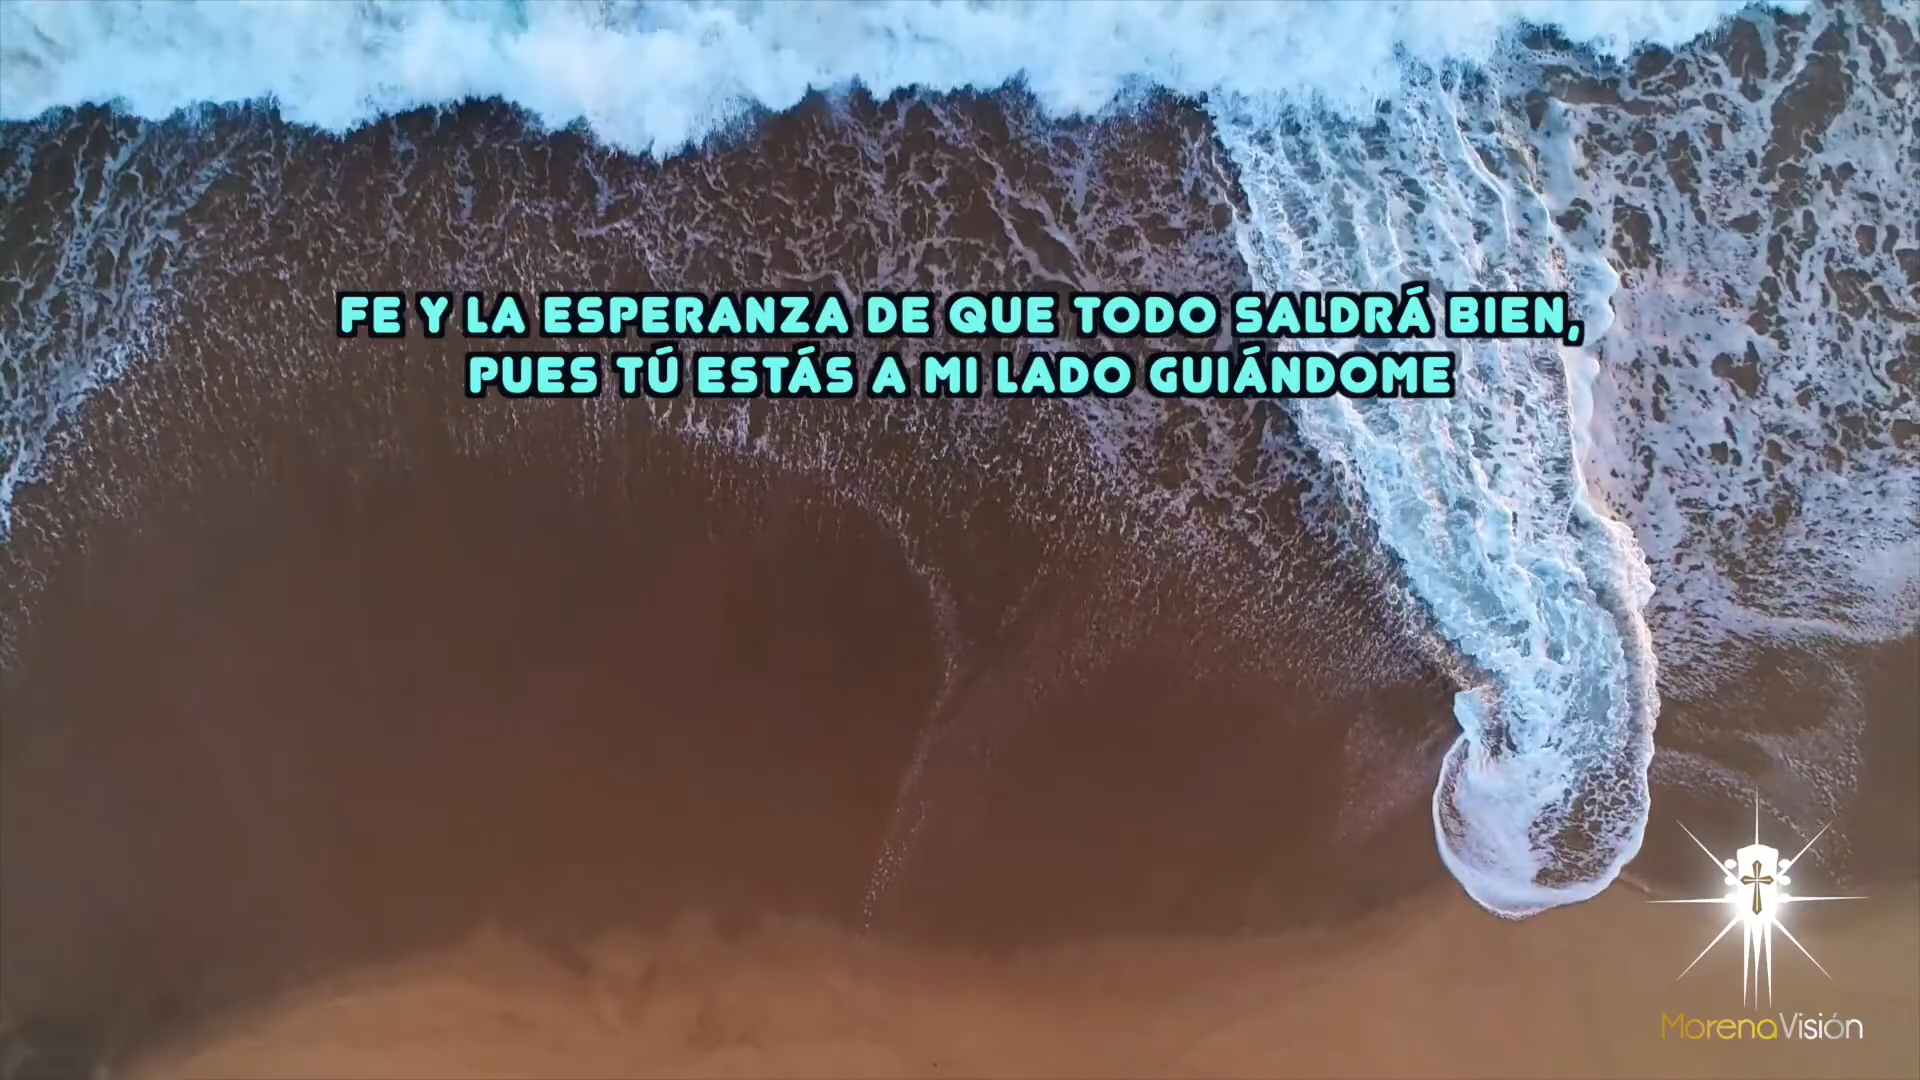 FE Y LA ESPERANZA DE QUE TODO SALDRÁ BIEN,
PUES TÚ ESTÁS A MI LADO GUIÁNDOME
MorenaVisión